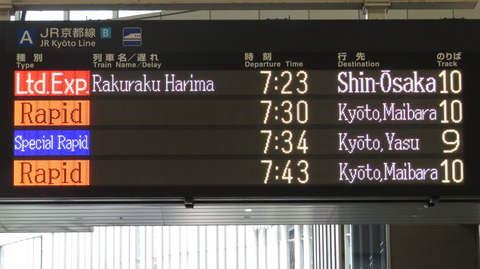 A JR京都線 B
JR Kyōto Line
種別 列車名/遅れ 時刻 行先 のりば
Type Train Name/Delay Departure Time Destination Track
Ltd.Exp. Rakuraku Harima 7:23 Shin-Ōsaka 10
Rapid 7:30 Kyōto,Maibara 10
Special Rapid 7:34 Kyōto,Yasu 9
Rapid 7:43 Kyōto,Maibara 10